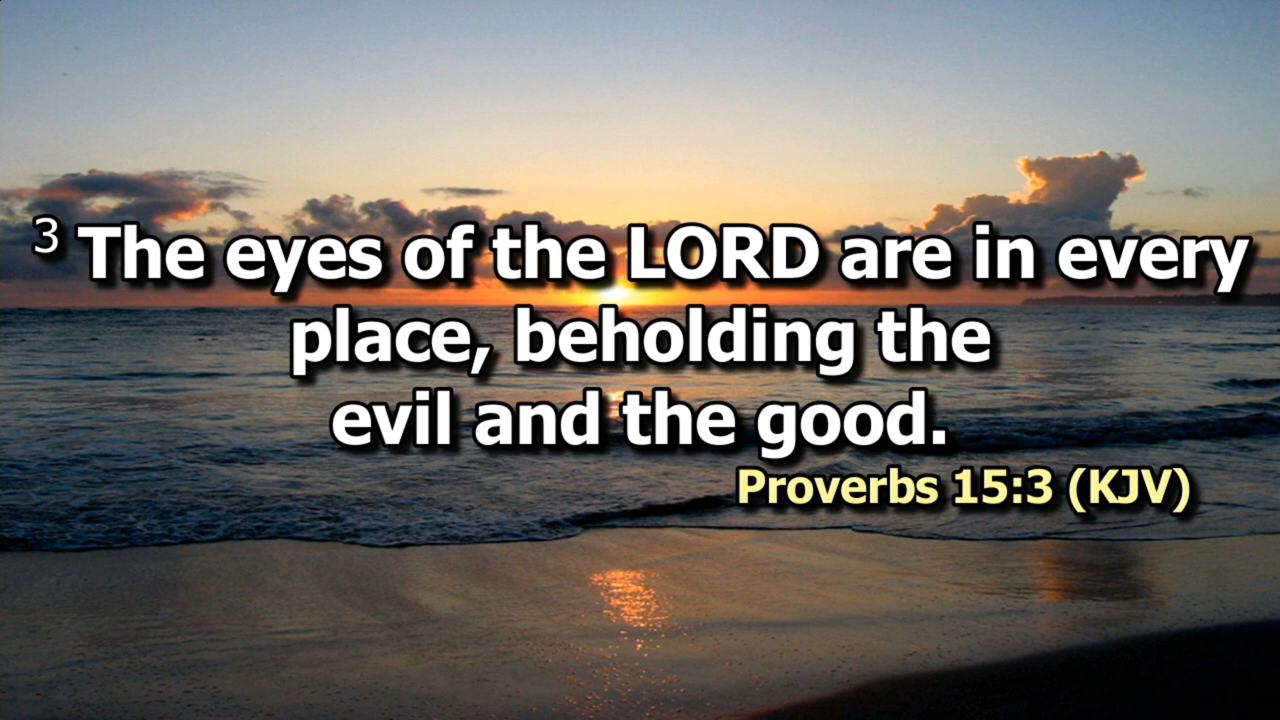 3 The eyes of the LORD are in every
place, beholding the
evil and the good.
Proverbs 15:3 (KJV)